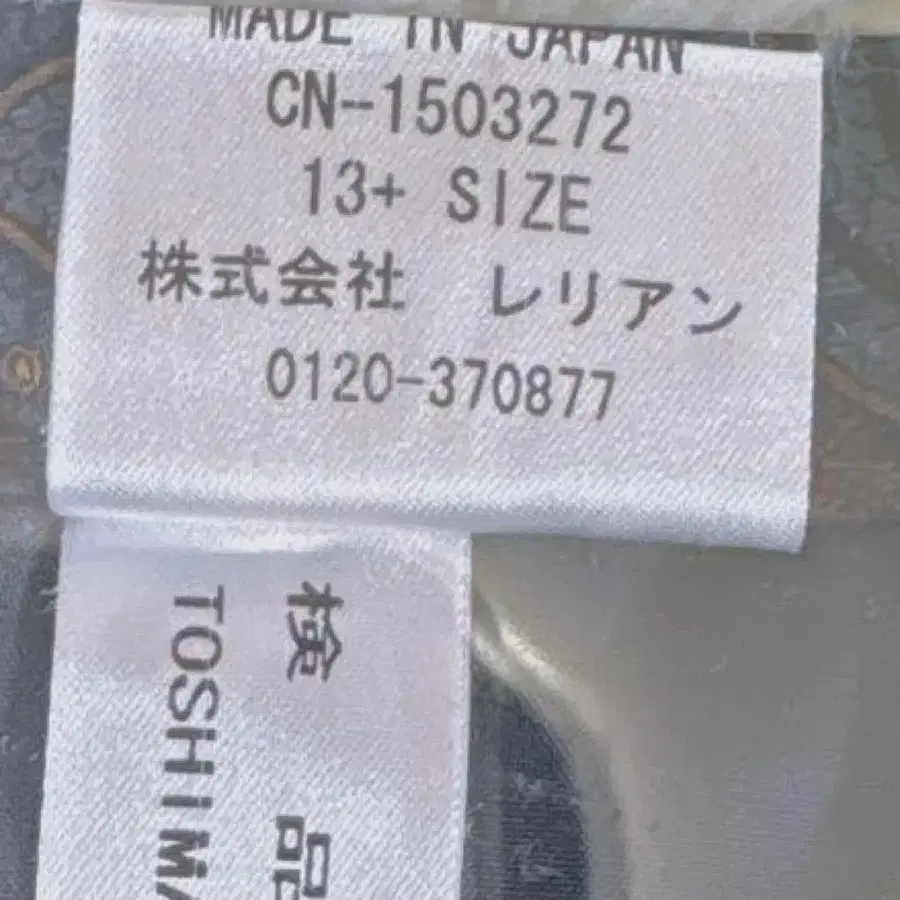 MADE IN JAPAN
CN-1503272
13+ SIZE
株式会社　レリアン
0120-370877
検品
TOSHIMA